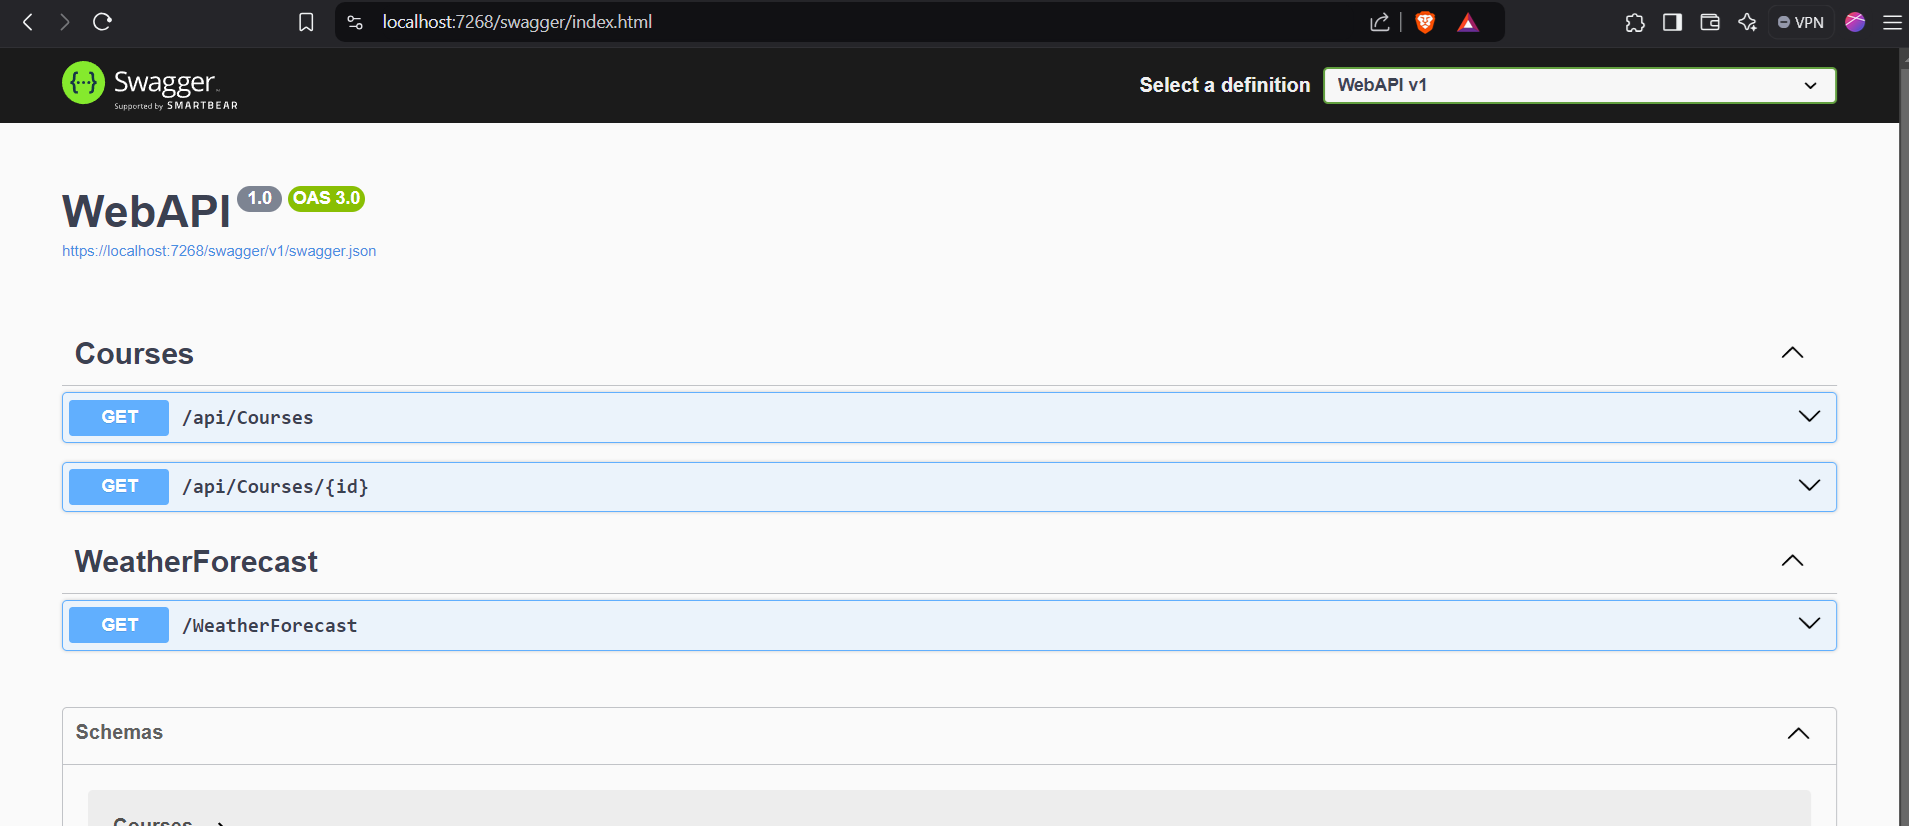 localhost:7268/swagger/index.html
VPN
Swagger
Supported by SMARTBEAR
Select a definition
WebAPI v1
WebAPI 1.0 OAS 3.0
https://localhost:7268/swagger/v1/swagger.json
Courses
GET /api/Courses
GET /api/Courses/{id}
WeatherForecast
GET /WeatherForecast
Schemas
Courses